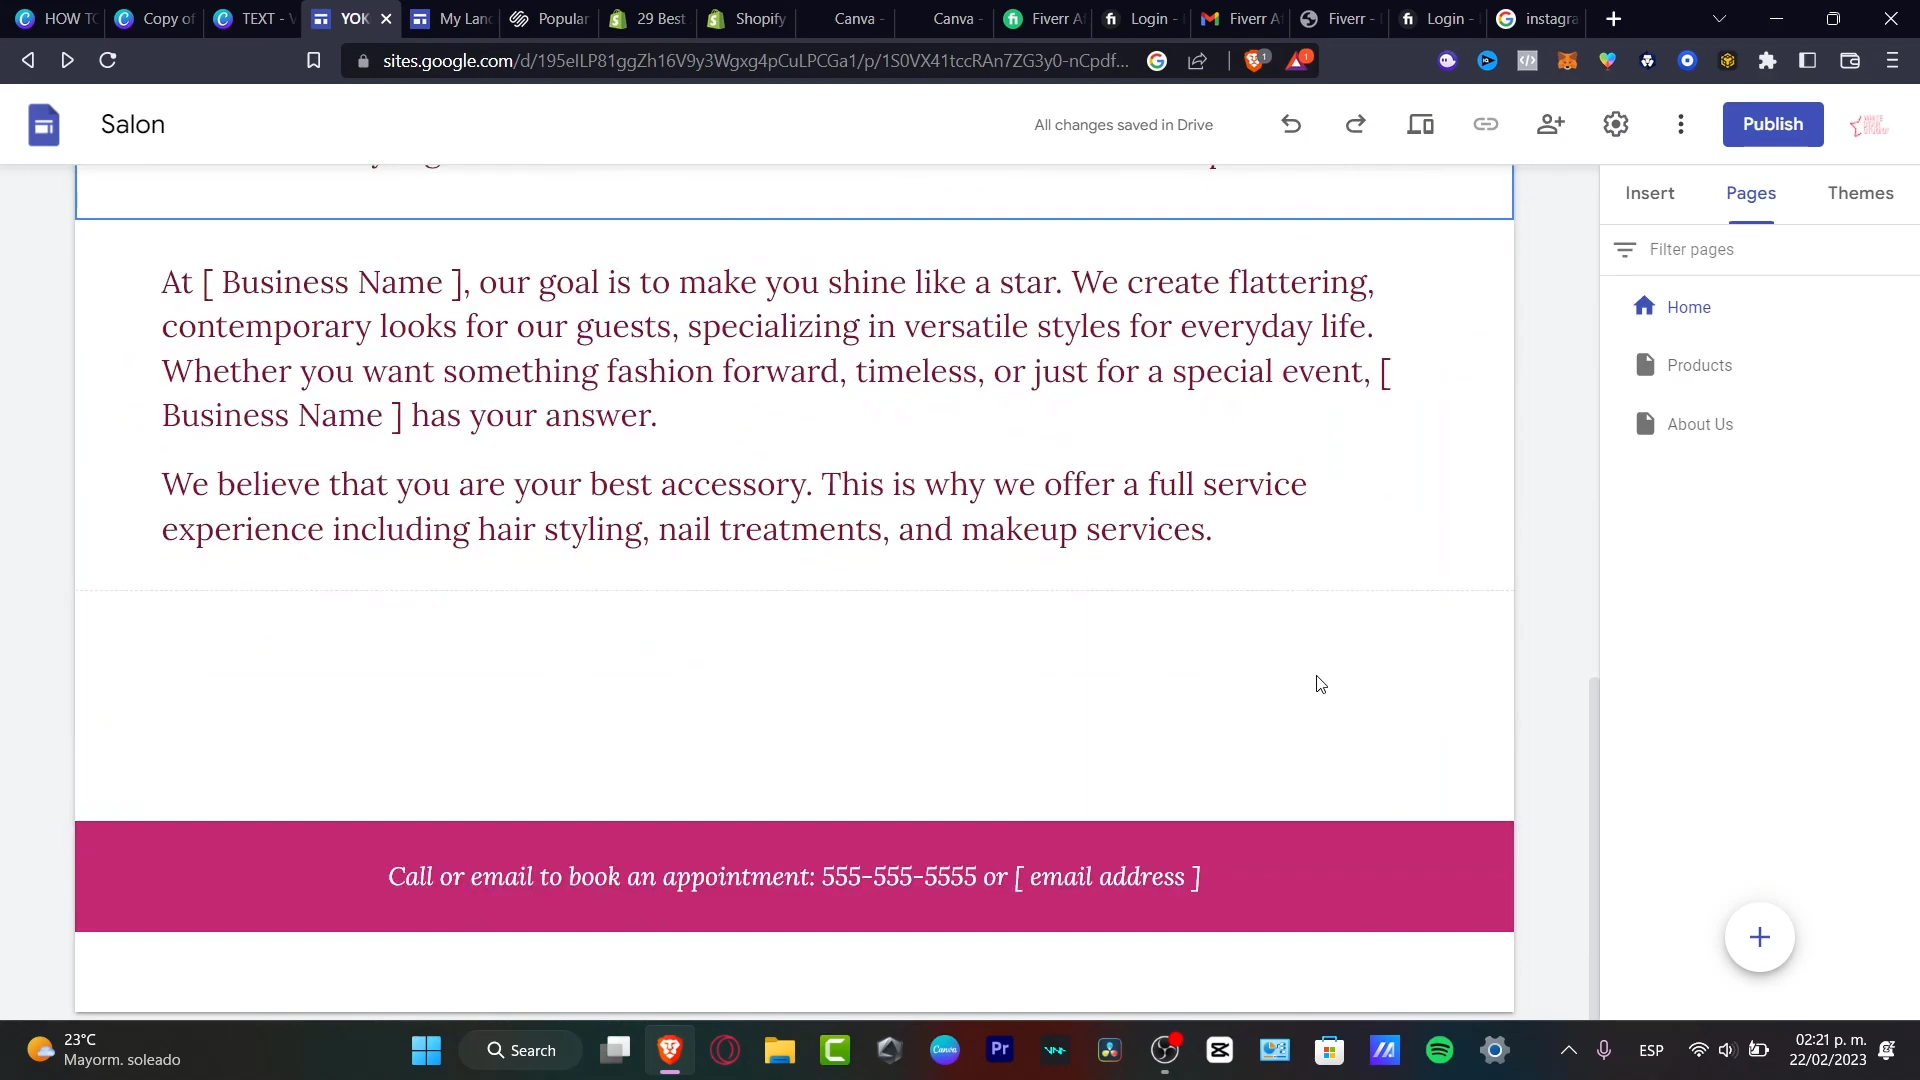 HOW TO
Copy of
TEXT - 
YOK
My Lan
Popular
29 Best
Shopify
Canva -
Canva -
Fiverr Af
Login -
Fiverr Af
Fiverr -
Login -
instagra
sites.google.com/d/195eILP81ggZh16V9y3Wgxg4pCuLPCGa1/p/1S0VX41tccRAn7ZG3y0-nCpdf...
Salon
All changes saved in Drive
Publish
Insert
Pages
Themes
Filter pages
Home
Products
About Us
At [ Business Name ], our goal is to make you shine like a star. We create flattering,
contemporary looks for our guests, specializing in versatile styles for everyday life.
Whether you want something fashion forward, timeless, or just for a special event, [
Business Name ] has your answer.
We believe that you are your best accessory. This is why we offer a full service
experience including hair styling, nail treatments, and makeup services.
Call or email to book an appointment: 555-555-5555 or [ email address ]
23°C
Mayorm. soleado
Search
Canva
Pr
ESP
02:21 p. m.
22/02/2023